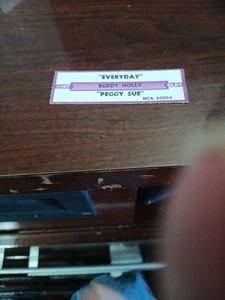 "EVERYDAY"
BUDDY HOLLY
"PEGGY SUE"
MCA 60004